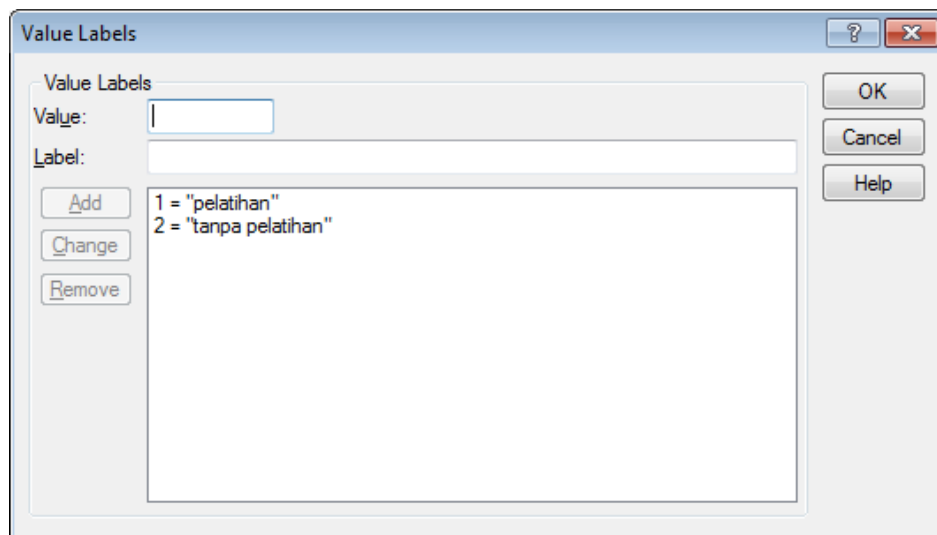 Value Labels
Value Labels
Value:
Label:
Add
Change
Remove
1 = "pelatihan"
2 = "tanpa pelatihan"
OK
Cancel
Help